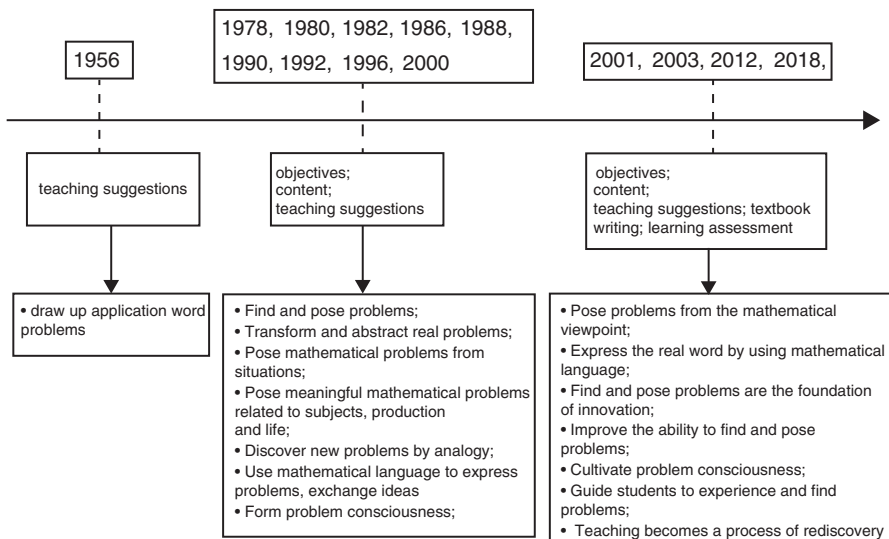 1956
1978, 1980, 1982, 1986, 1988,
1990, 1992, 1996, 2000
2001, 2003, 2012, 2018,
teaching suggestions
objectives;
content;
teaching suggestions
objectives;
content;
teaching suggestions; textbook
writing; learning assessment
• draw up application word
problems
• Find and pose problems;
• Transform and abstract real problems;
• Pose mathematical problems from
situations;
• Pose meaningful mathematical problems
related to subjects, production
and life;
• Discover new problems by analogy;
• Use mathematical language to express
problems, exchange ideas
• Form problem consciousness;
• Pose problems from the mathematical
viewpoint;
• Express the real word by using mathematical
language;
• Find and pose problems are the foundation
of innovation;
• Improve the ability to find and pose
problems;
• Cultivate problem consciousness;
• Guide students to experience and find
problems;
• Teaching becomes a process of rediscovery